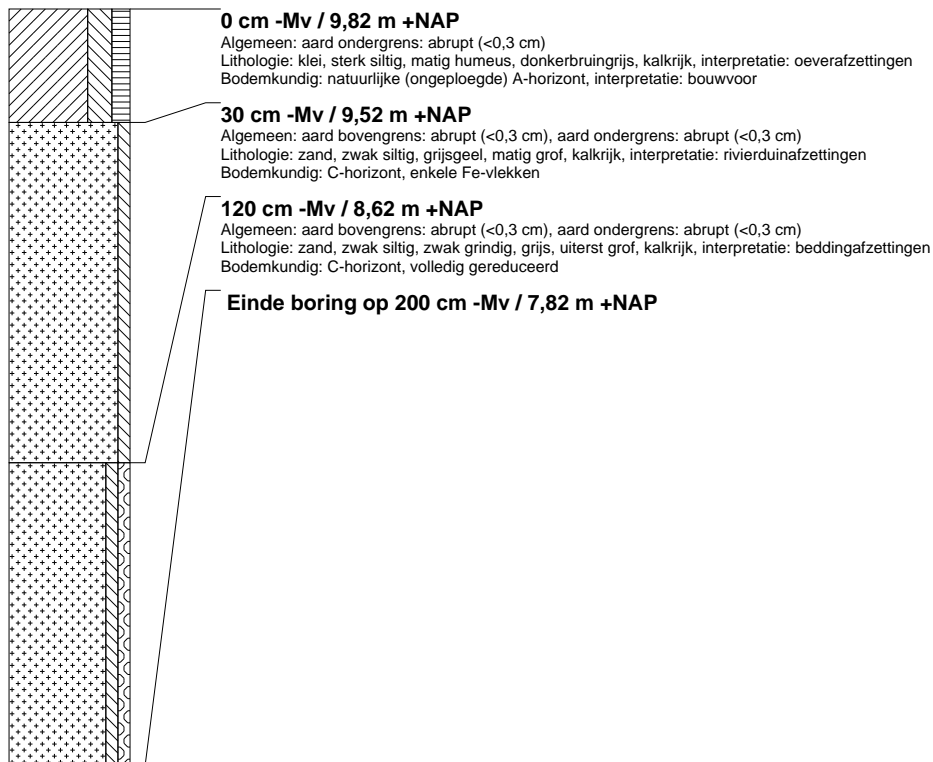 0 cm -Mv / 9,82 m +NAP
Algemeen: aard ondergrens: abrupt (<0,3 cm)
Lithologie: klei, sterk siltig, matig humeus, donkerbruingrijs, kalkrijk, interpretatie: oeverafzettingen
Bodemkundig: natuurlijke (ongeploegde) A-horizont, interpretatie: bouwvoor
30 cm -Mv / 9,52 m +NAP
Algemeen: aard bovengrens: abrupt (<0,3 cm), aard ondergrens: abrupt (<0,3 cm)
Lithologie: zand, zwak siltig, grijsgeel, matig grof, kalkrijk, interpretatie: rivierduinafzettingen
Bodemkundig: C-horizont, enkele Fe-vlekken
120 cm -Mv / 8,62 m +NAP
Algemeen: aard bovengrens: abrupt (<0,3 cm), aard ondergrens: abrupt (<0,3 cm)
Lithologie: zand, zwak siltig, zwak grindig, grijs, uiterst grof, kalkrijk, interpretatie: beddingafzettingen
Bodemkundig: C-horizont, volledig gereduceerd
Einde boring op 200 cm -Mv / 7,82 m +NAP